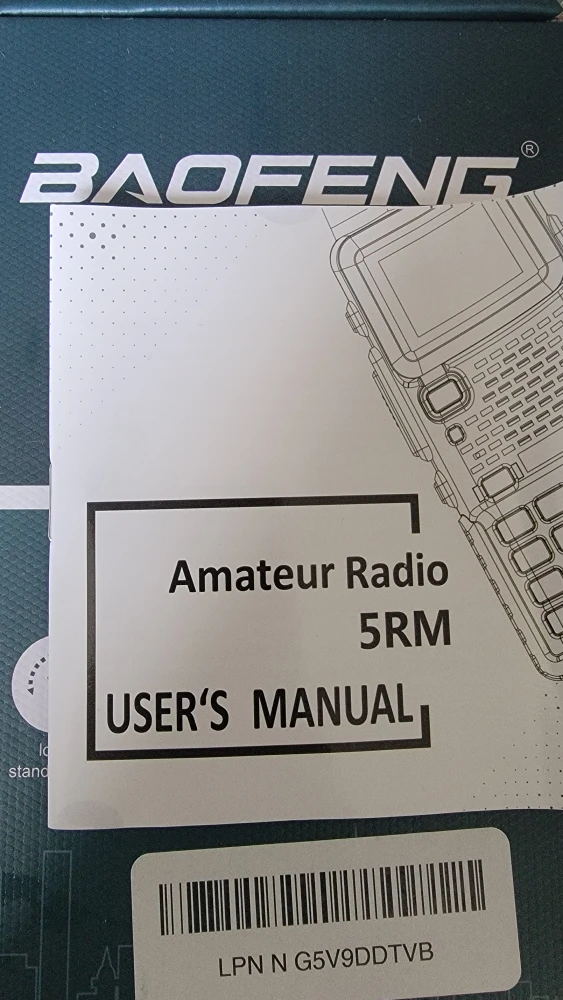 BAOFENG®
Amateur Radio
5RM
USER'S MANUAL
LPN N G5V9DDTVB